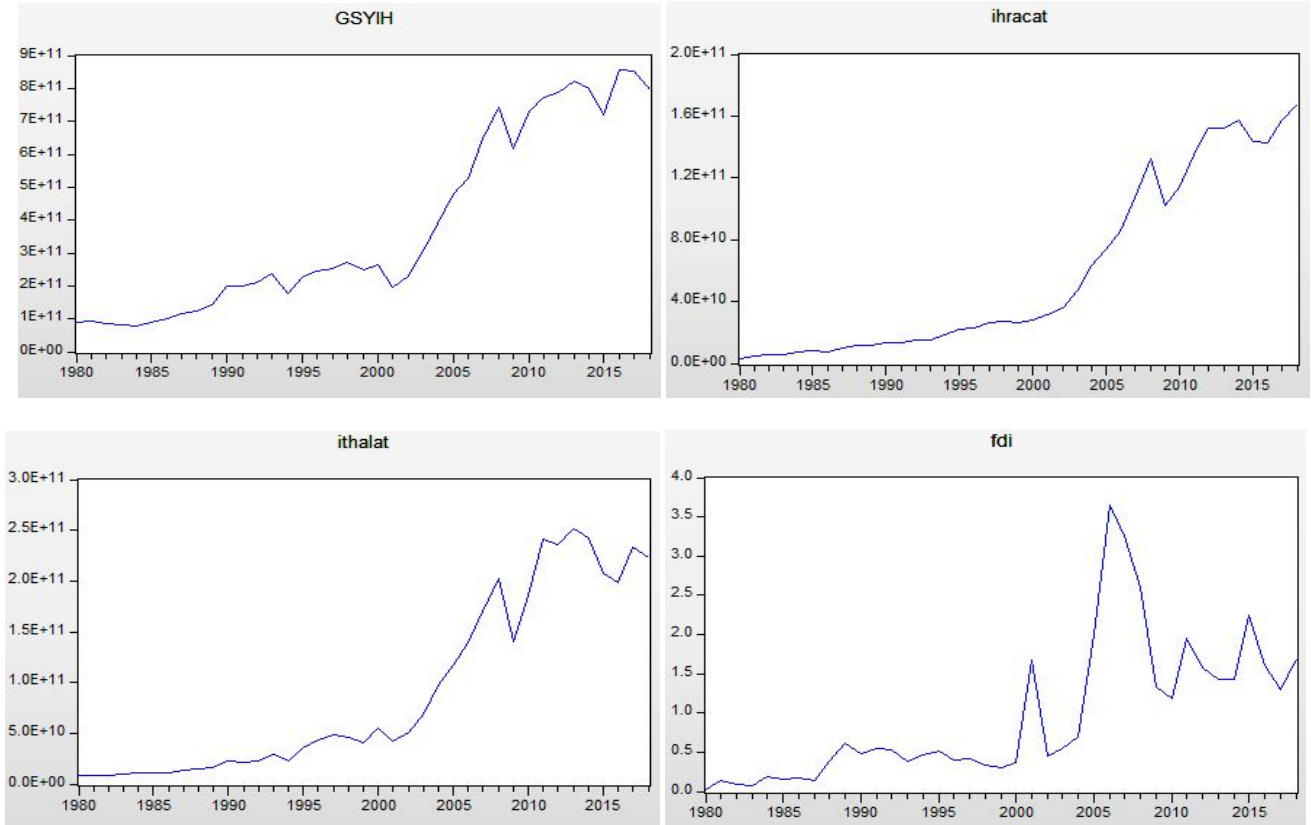 GSYIH
9E+11
8E+11
7E+11
6E+11
5E+11
4E+11
3E+11
2E+11
1E+11
0E+00
1980 1985 1990 1995 2000 2005 2010 2015
ihracat
2.0E+11
1.6E+11
1.2E+11
8.0E+10
4.0E+10
0.0E+00
1980 1985 1990 1995 2000 2005 2010 2015
ithalat
3.0E+11
2.5E+11
2.0E+11
1.5E+11
1.0E+11
5.0E+10
0.0E+00
1980 1985 1990 1995 2000 2005 2010 2015
fdi
4.0
3.5
3.0
2.5
2.0
1.5
1.0
0.5
0.0
1980 1985 1990 1995 2000 2005 2010 2015